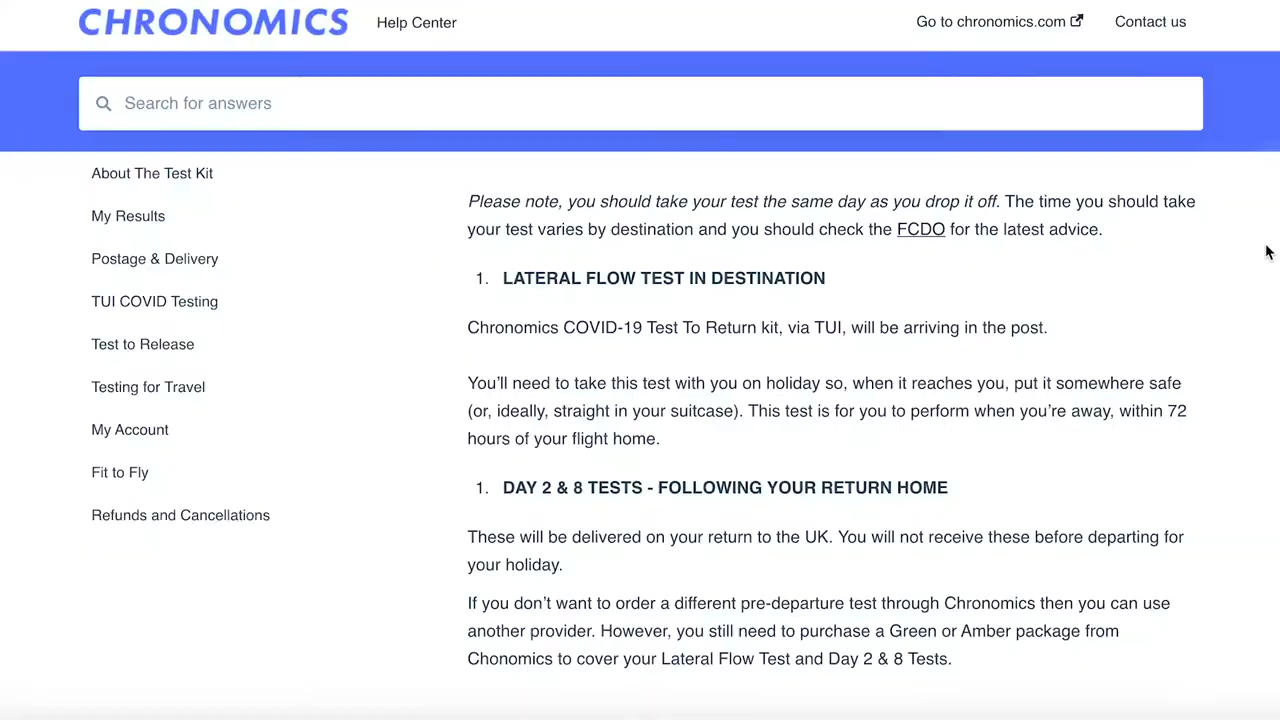 CHRONOMICS
Help Center
Go to chronomics.com
Contact us
Search for answers
About The Test Kit
My Results
Postage & Delivery
TUI COVID Testing
Test to Release
Testing for Travel
My Account
Fit to Fly
Refunds and Cancellations
Please note, you should take your test the same day as you drop it off. The time you should take
your test varies by destination and you should check the FCDO for the latest advice.
1. LATERAL FLOW TEST IN DESTINATION
Chronomics COVID-19 Test To Return kit, via TUI, will be arriving in the post.
You’ll need to take this test with you on holiday so, when it reaches you, put it somewhere safe
(or, ideally, straight in your suitcase). This test is for you to perform when you’re away, within 72
hours of your flight home.
1. DAY 2 & 8 TESTS - FOLLOWING YOUR RETURN HOME
These will be delivered on your return to the UK. You will not receive these before departing for
your holiday.
If you don’t want to order a different pre-departure test through Chronomics then you can use
another provider. However, you still need to purchase a Green or Amber package from
Chonomics to cover your Lateral Flow Test and Day 2 & 8 Tests.